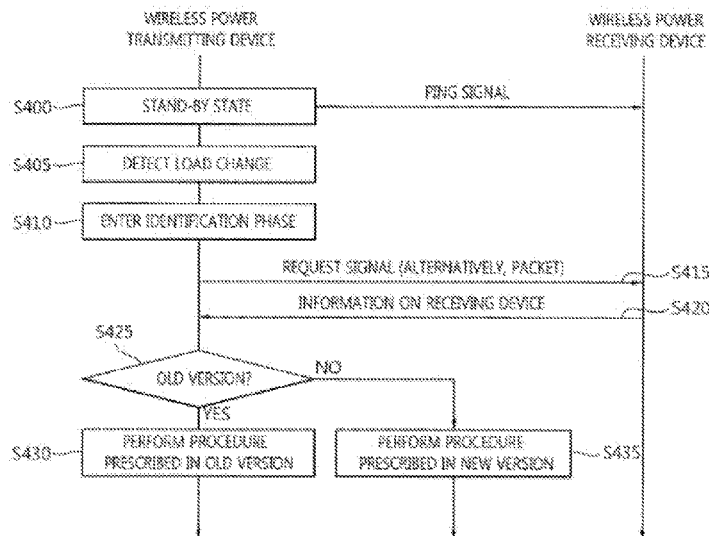 WIRELESS POWER
TRANSMITTING DEVICE
WIRELESS POWER
RECEIVING DEVICE
S400
STAND-BY STATE
PING SIGNAL
S405
DETECT LOAD CHANGE
S410
ENTER IDENTIFICATION PHASE
REQUEST SIGNAL (ALTERNATIVELY, PACKET)
S415
INFORMATION ON RECEIVING DEVICE
S420
S425
OLD VERSION?
NO
YES
S430
PERFORM PROCEDURE
PRESCRIBED IN OLD VERSION
PERFORM PROCEDURE
PRESCRIBED IN NEW VERSION
S435